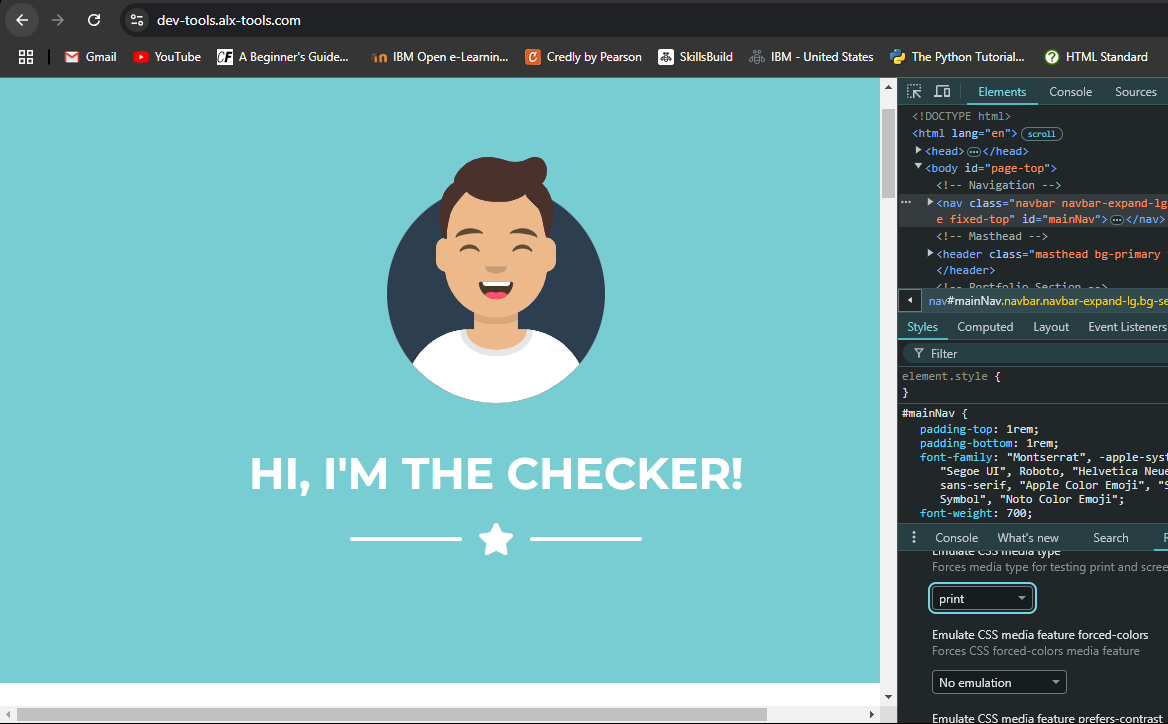 dev-tools.alx-tools.com
Gmail YouTube CF A Beginner's Guide... IBM Open e-Learnin... Credly by Pearson SkillsBuild IBM - United States The Python Tutorial... HTML Standard
HI, I'M THE CHECKER!
Elements Console Sources
<!DOCTYPE html>
<html lang="en"> scroll
<head> ••• </head>
<body id="page-top">
<!-- Navigation -->
<nav class="navbar navbar-expand-lg
e fixed-top" id="mainNav"> ••• </nav>
<!-- Masthead -->
<header class="masthead bg-primary
</header>
<!-- Portfolio Section -->
nav#mainNav.navbar.navbar-expand-lg.bg-se
Styles Computed Layout Event Listeners
Filter
element.style {
}
#mainNav {
padding-top: 1rem;
padding-bottom: 1rem;
font-family: "Montserrat", -apple-syst
"Segoe UI", Roboto, "Helvetica Neue
sans-serif, "Apple Color Emoji", "S
Symbol", "Noto Color Emoji";
font-weight: 700;
Console What's new Search
Emulate CSS media type
Forces media type for testing print and scree
print
Emulate CSS media feature forced-colors
Forces CSS forced-colors media feature
No emulation
Emulate CSS media feature prefers-contrast